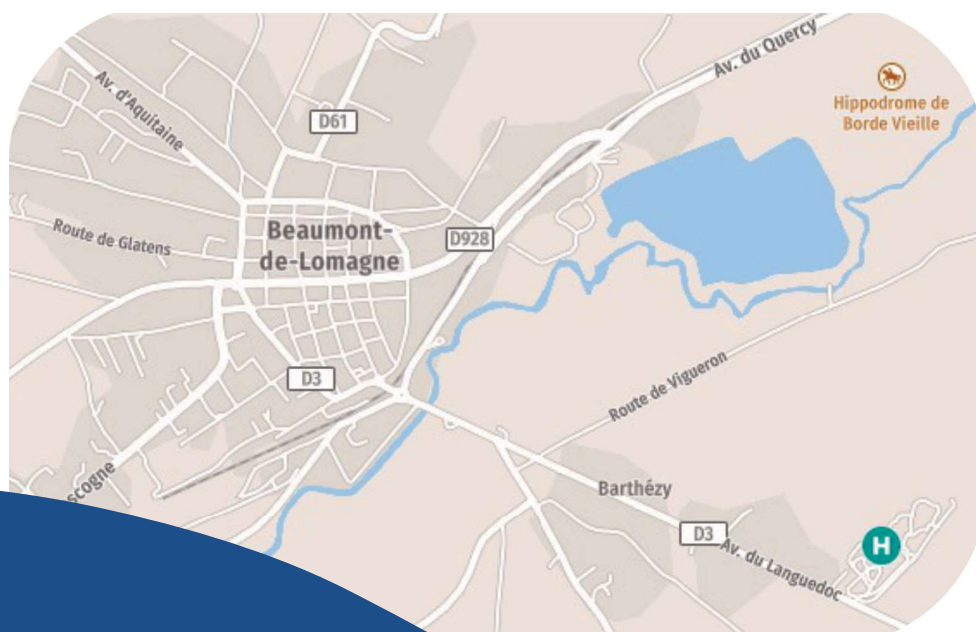 Av. du Quercy
Av. d'Aquitaine
Hippodrome de
Borde Vieille
D61
Route de Glatens
Beaumont-
de-Lomagne
D928
D3
Route de Vigueron
scogne
Barthézy
D3
Av. du Languedoc
H